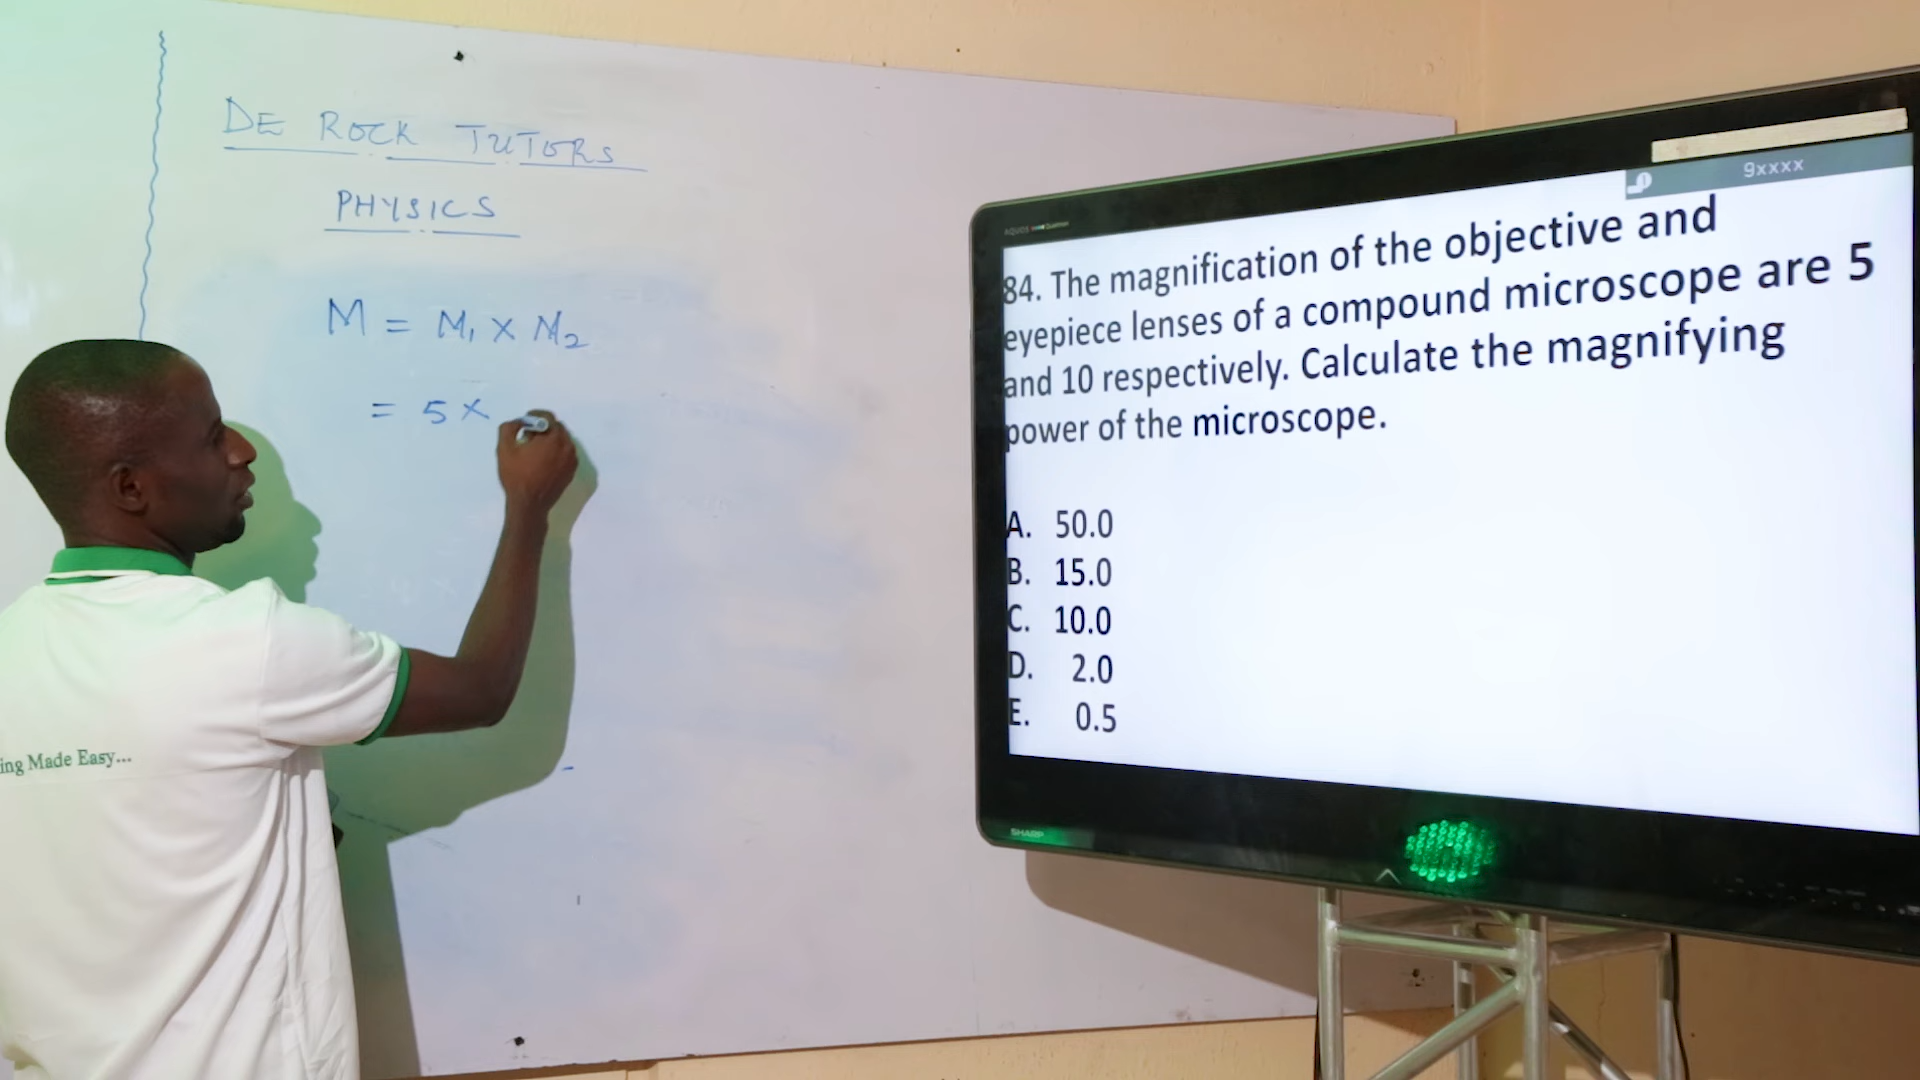 DE ROCK TUTORS
PHYSICS
M = M₁ × M₂
= 5 ×
ing Made Easy...
AQUOS Quattron
9xxxx
84. The magnification of the objective and
eyepiece lenses of a compound microscope are 5
and 10 respectively. Calculate the magnifying
power of the microscope.
A. 50.0
B. 15.0
C. 10.0
D. 2.0
E. 0.5
SHARP